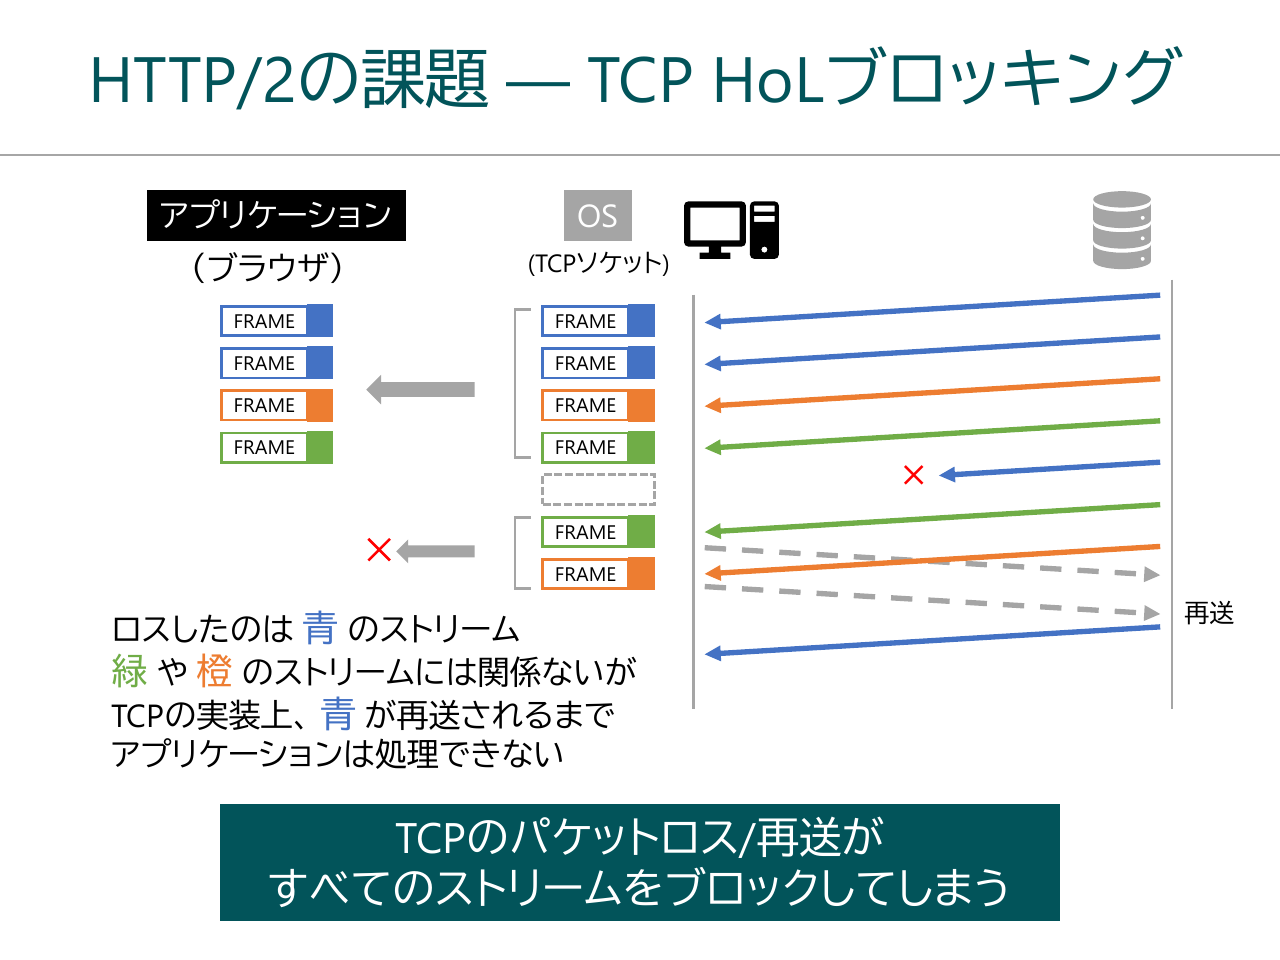 HTTP/2の課題 ― TCP HoLブロッキング
アプリケーション
（ブラウザ）
OS
(TCPソケット)
FRAME
FRAME
FRAME
FRAME
FRAME
FRAME
FRAME
FRAME
FRAME
FRAME
再送
ロスしたのは 青 のストリーム
緑 や 橙 のストリームには関係ないが
TCPの実装上、青 が再送されるまで
アプリケーションは処理できない
TCPのパケットロス/再送が
すべてのストリームをブロックしてしまう